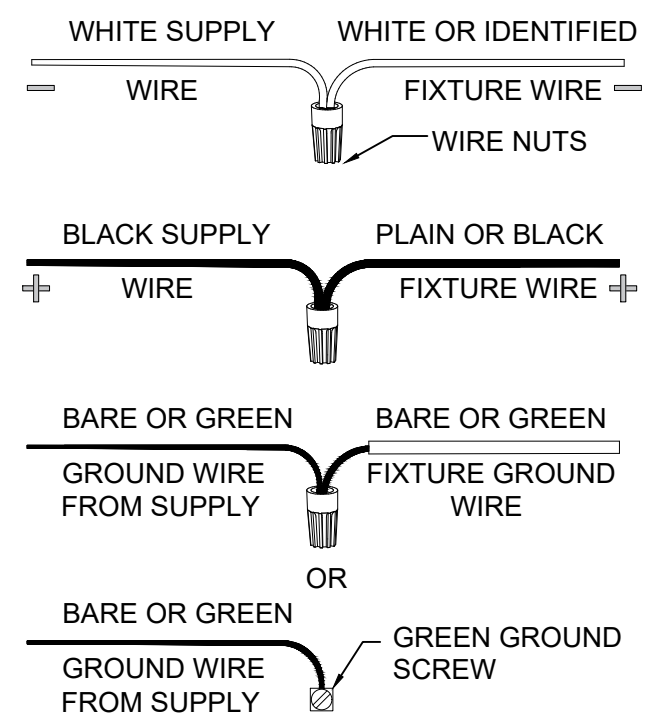 WHITE SUPPLY WHITE OR IDENTIFIED
WIRE FIXTURE WIRE
WIRE NUTS
BLACK SUPPLY PLAIN OR BLACK
WIRE FIXTURE WIRE
BARE OR GREEN BARE OR GREEN
GROUND WIRE FIXTURE GROUND
FROM SUPPLY WIRE
OR
BARE OR GREEN
GREEN GROUND
GROUND WIRE SCREW
FROM SUPPLY